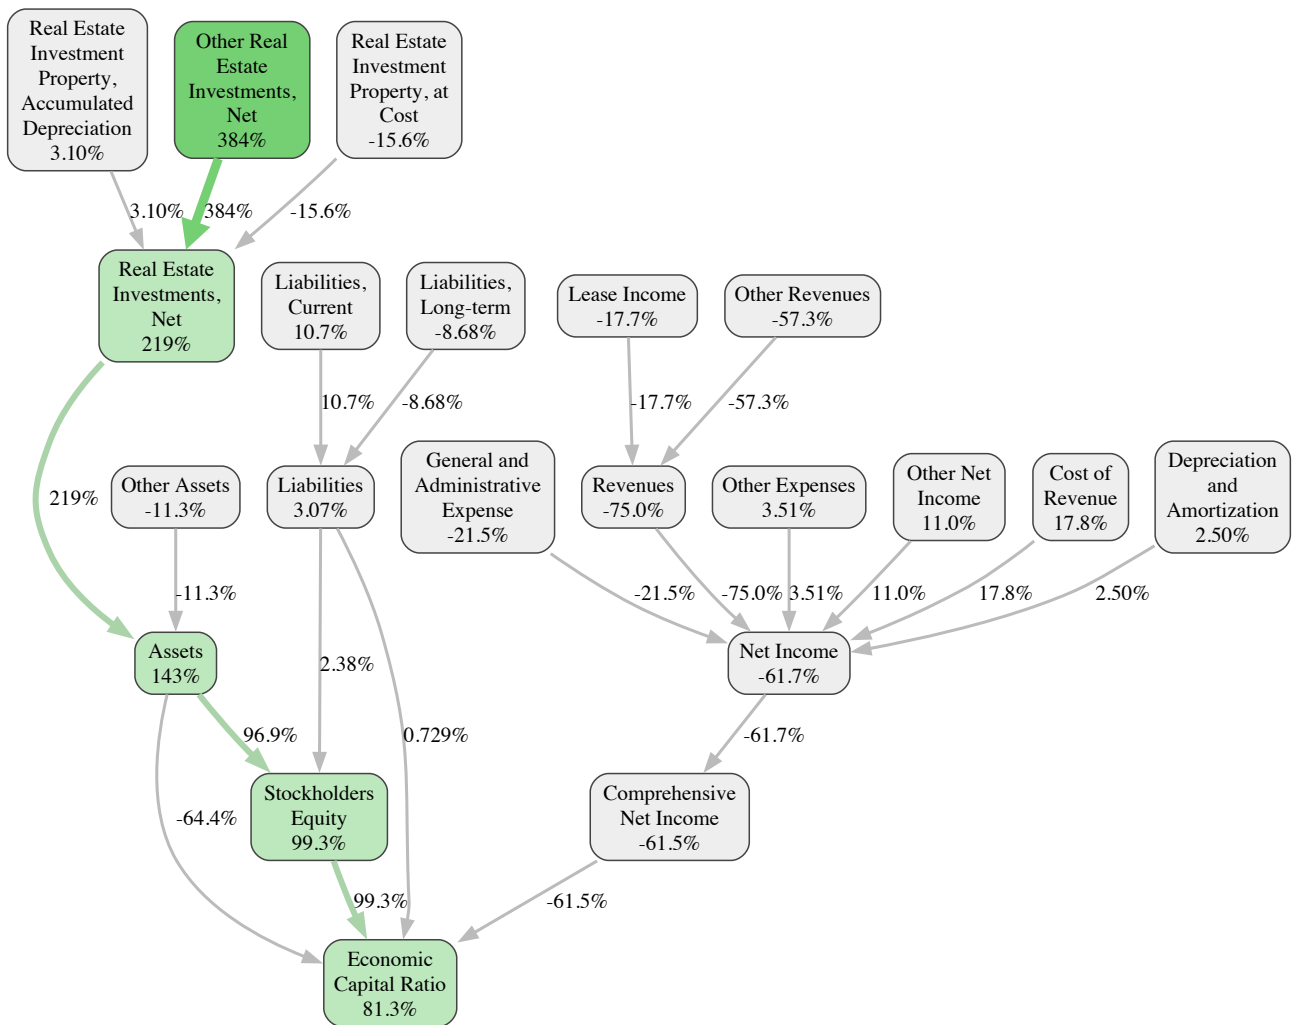 Real Estate
Investment
Property,
Accumulated
Depreciation
3.10%
Other Real
Estate
Investments,
Net
384%
Real Estate
Investment
Property, at
Cost
-15.6%
3.10%
384%
-15.6%
Real Estate
Investments,
Net
219%
Liabilities,
Current
10.7%
Liabilities,
Long-term
-8.68%
Lease Income
-17.7%
Other Revenues
-57.3%
10.7%
-8.68%
-17.7%
-57.3%
219%
Other Assets
-11.3%
Liabilities
3.07%
General and
Administrative
Expense
-21.5%
Revenues
-75.0%
Other Expenses
3.51%
Other Net
Income
11.0%
Cost of
Revenue
17.8%
Depreciation
and
Amortization
2.50%
-11.3%
-21.5%
-75.0%
3.51%
11.0%
17.8%
2.50%
Assets
143%
2.38%
Net Income
-61.7%
96.9%
0.729%
-61.7%
-64.4%
Stockholders
Equity
99.3%
Comprehensive
Net Income
-61.5%
99.3%
-61.5%
Economic
Capital Ratio
81.3%